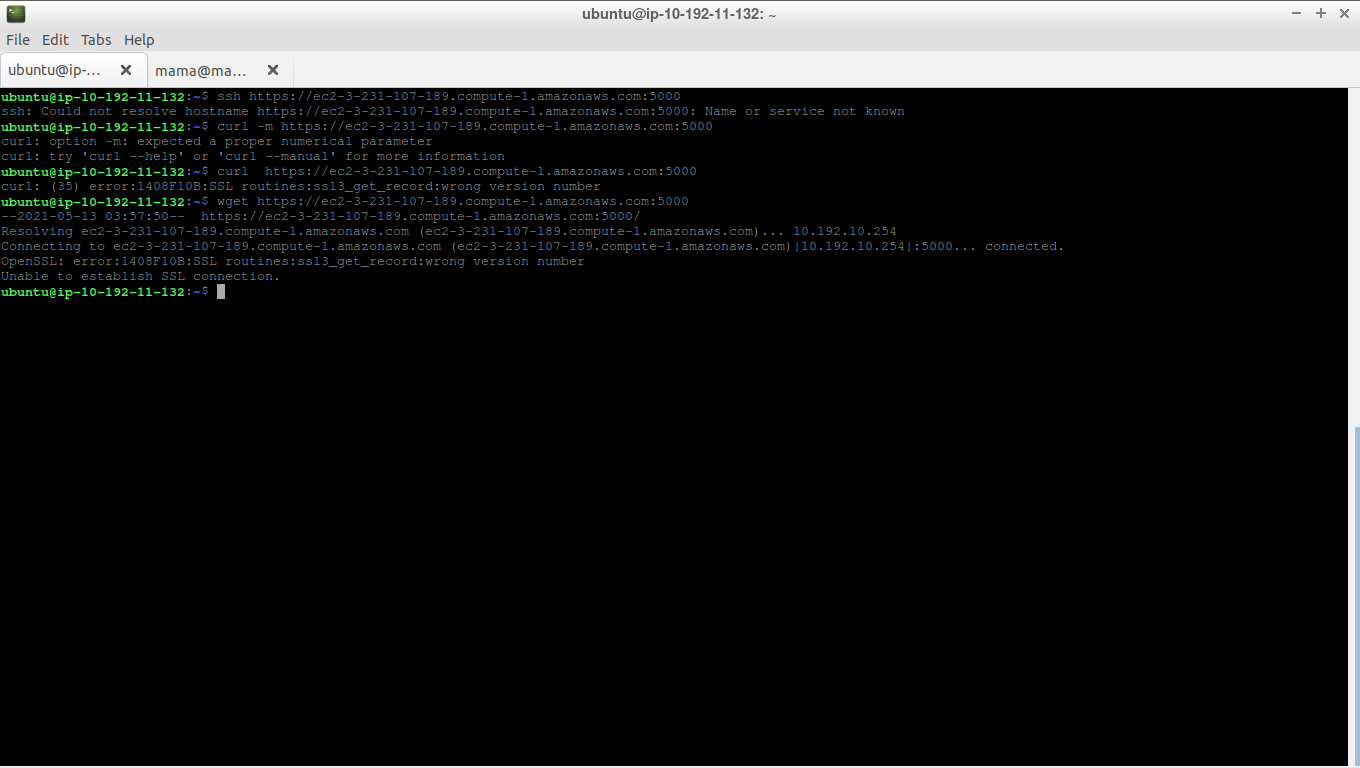 ubuntu@ip-10-192-11-132: ~
File Edit Tabs Help
ubuntu@ip-... mama@ma...
ubuntu@ip-10-192-11-132:~$ ssh https://ec2-3-231-107-189.compute-1.amazonaws.com:5000
ssh: Could not resolve hostname https://ec2-3-231-107-189.compute-1.amazonaws.com:5000: Name or service not known
ubuntu@ip-10-192-11-132:~$ curl -m https://ec2-3-231-107-189.compute-1.amazonaws.com:5000
curl: option -m: expected a proper numerical parameter
curl: try 'curl --help' or 'curl --manual' for more information
ubuntu@ip-10-192-11-132:~$ curl  https://ec2-3-231-107-189.compute-1.amazonaws.com:5000
curl: (35) error:1408F10B:SSL routines:ssl3_get_record:wrong version number
ubuntu@ip-10-192-11-132:~$ wget https://ec2-3-231-107-189.compute-1.amazonaws.com:5000
--2021-05-13 03:57:50--  https://ec2-3-231-107-189.compute-1.amazonaws.com:5000/
Resolving ec2-3-231-107-189.compute-1.amazonaws.com (ec2-3-231-107-189.compute-1.amazonaws.com)... 10.192.10.254
Connecting to ec2-3-231-107-189.compute-1.amazonaws.com (ec2-3-231-107-189.compute-1.amazonaws.com)|10.192.10.254|:5000... connected.
OpenSSL: error:1408F10B:SSL routines:ssl3_get_record:wrong version number
Unable to establish SSL connection.
ubuntu@ip-10-192-11-132:~$